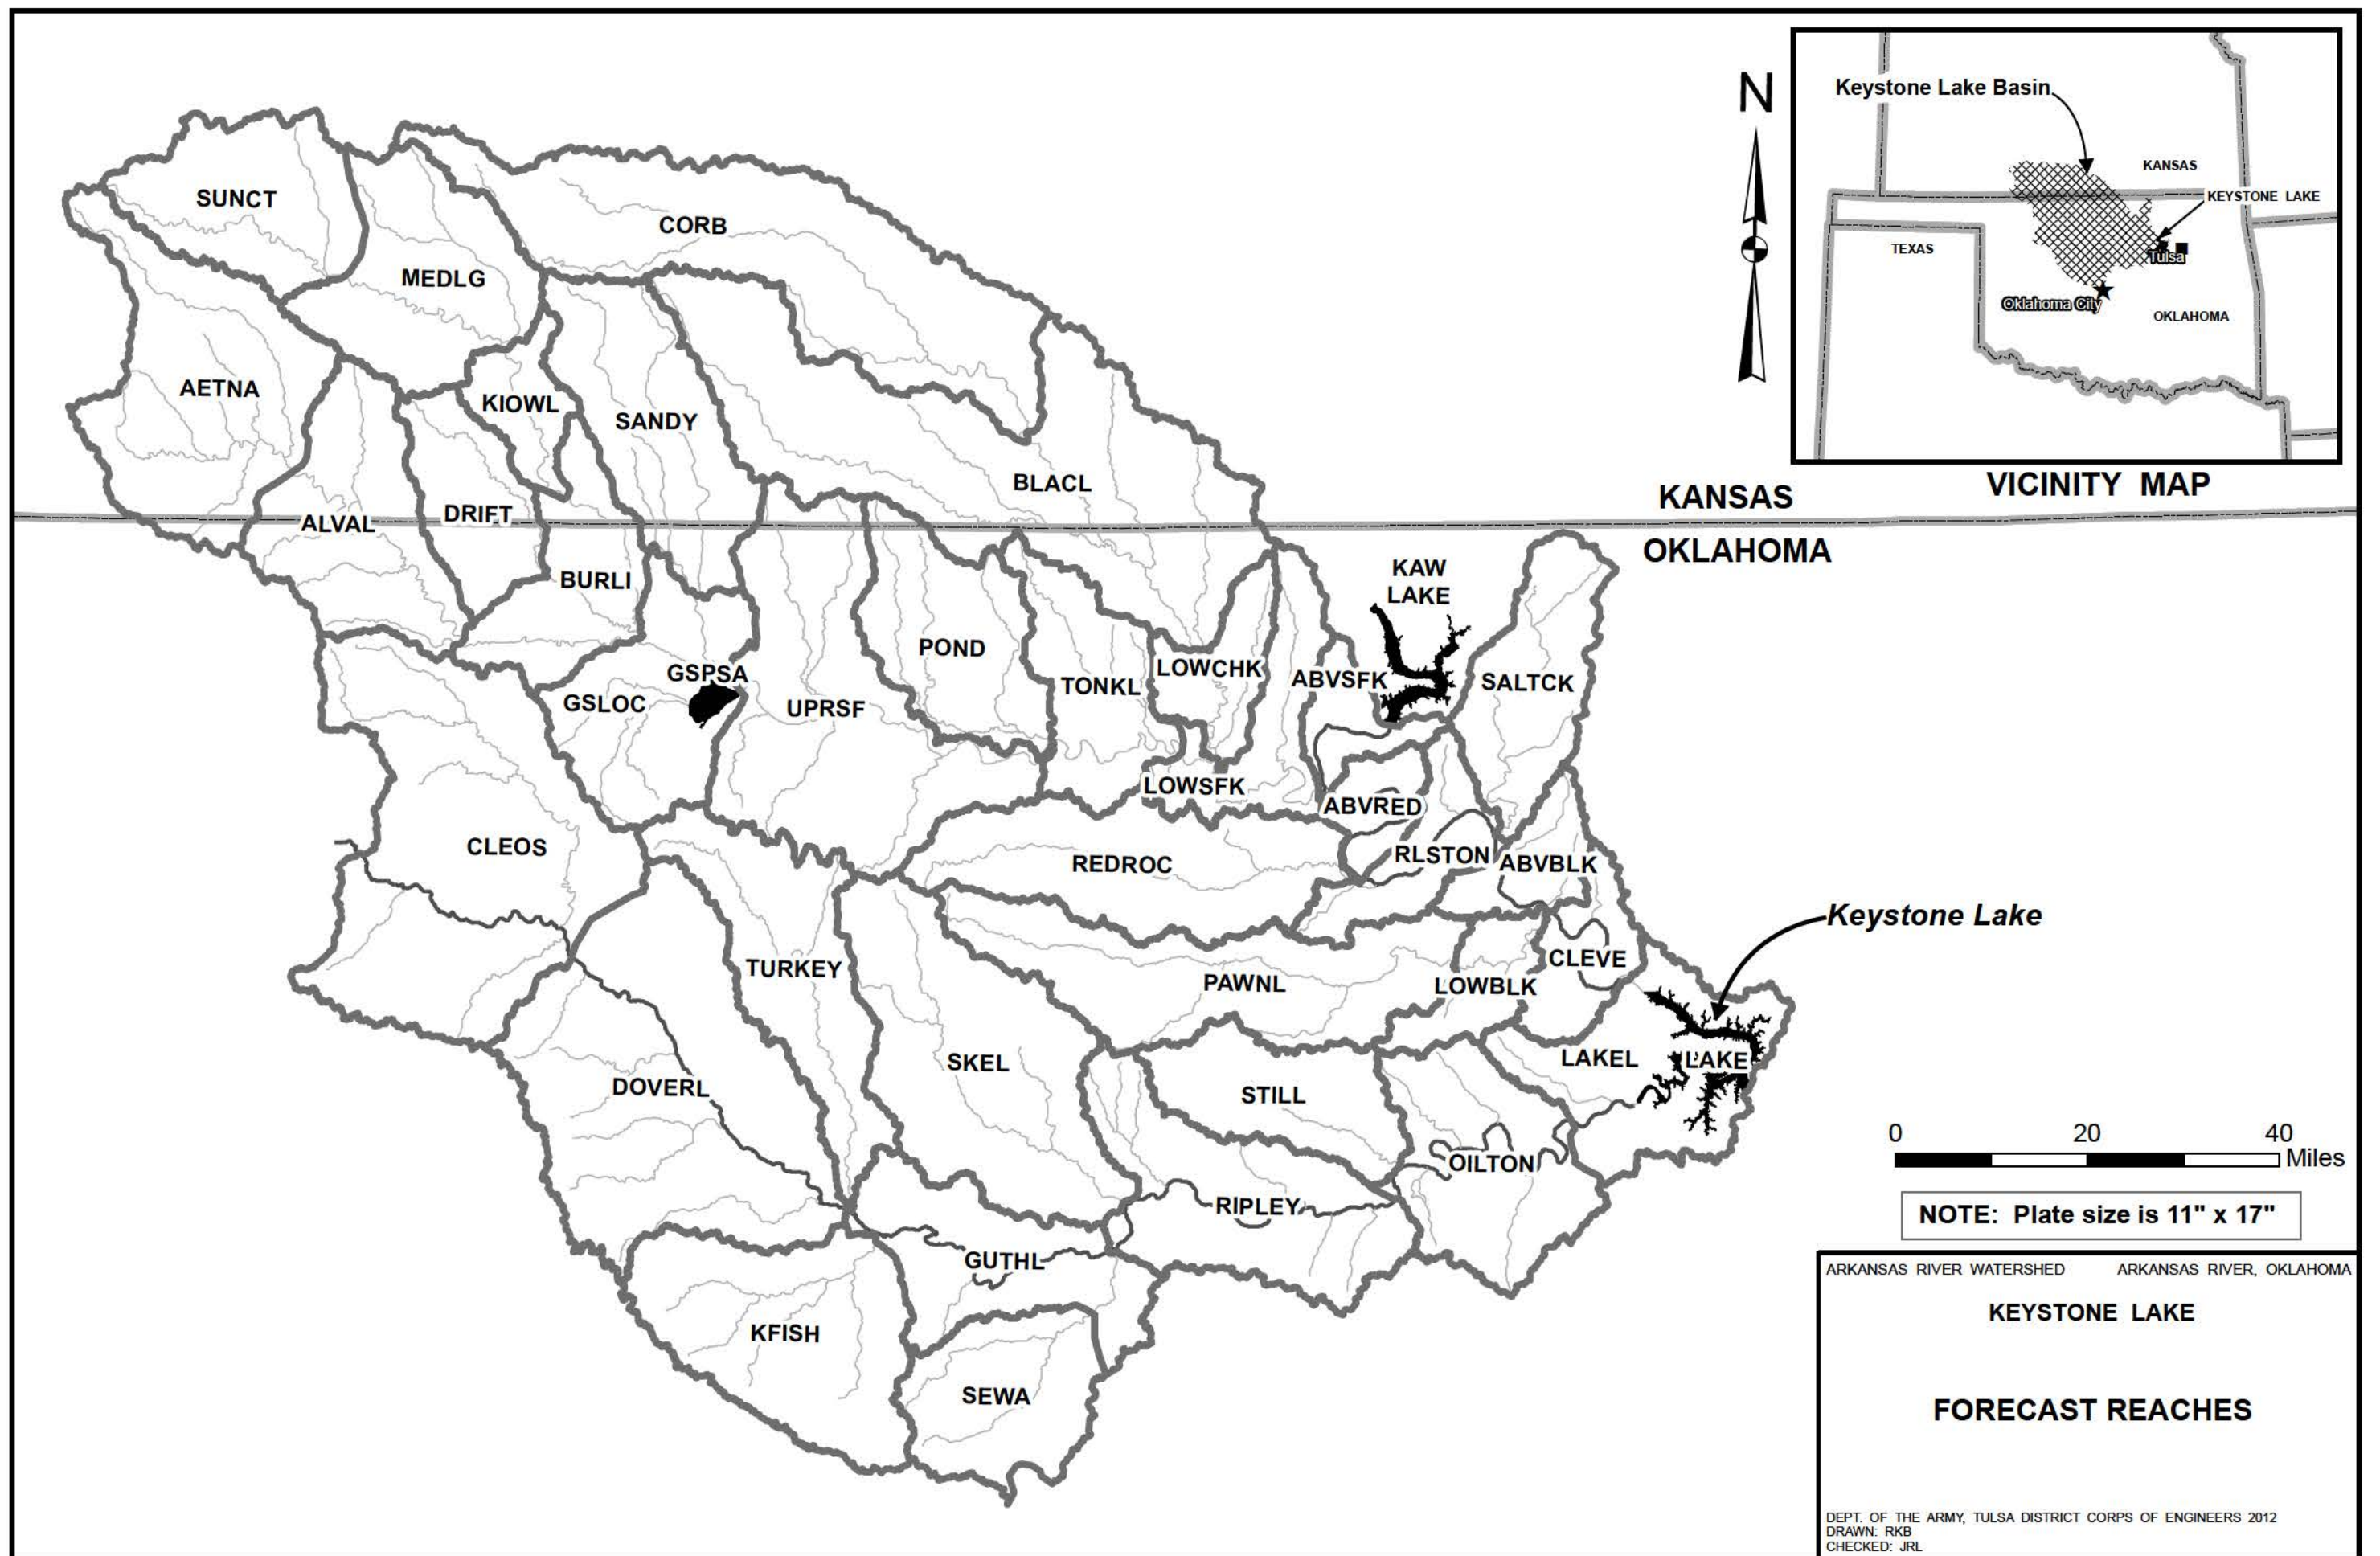 N
Keystone Lake Basin
KANSAS
KEYSTONE LAKE
TEXAS
Tulsa
Oklahoma City
OKLAHOMA
VICINITY MAP
KANSAS
OKLAHOMA
SUNCT
CORB
MEDLG
AETNA
KIOWL
SANDY
BLACL
ALVAL
DRIFT
BURLI
KAW
LAKE
POND
GSPSA
LOWCHK
ABVSFK
SALTCK
TONKL
GSLOC
UPRSF
LOWSFK
ABVRED
CLEOS
REDROC
RLSTON
ABVBLK
Keystone Lake
TURKEY
CLEVE
PAWNL
LOWBLK
SKEL
LAKEL
LAKE
DOVERL
STILL
OILTON
RIPLEY
GUTHL
KFISH
SEWA
0 20 40
Miles
NOTE: Plate size is 11" x 17"
ARKANSAS RIVER WATERSHED ARKANSAS RIVER, OKLAHOMA
KEYSTONE LAKE
FORECAST REACHES
DEPT. OF THE ARMY, TULSA DISTRICT CORPS OF ENGINEERS 2012
DRAWN: RKB
CHECKED: JRL